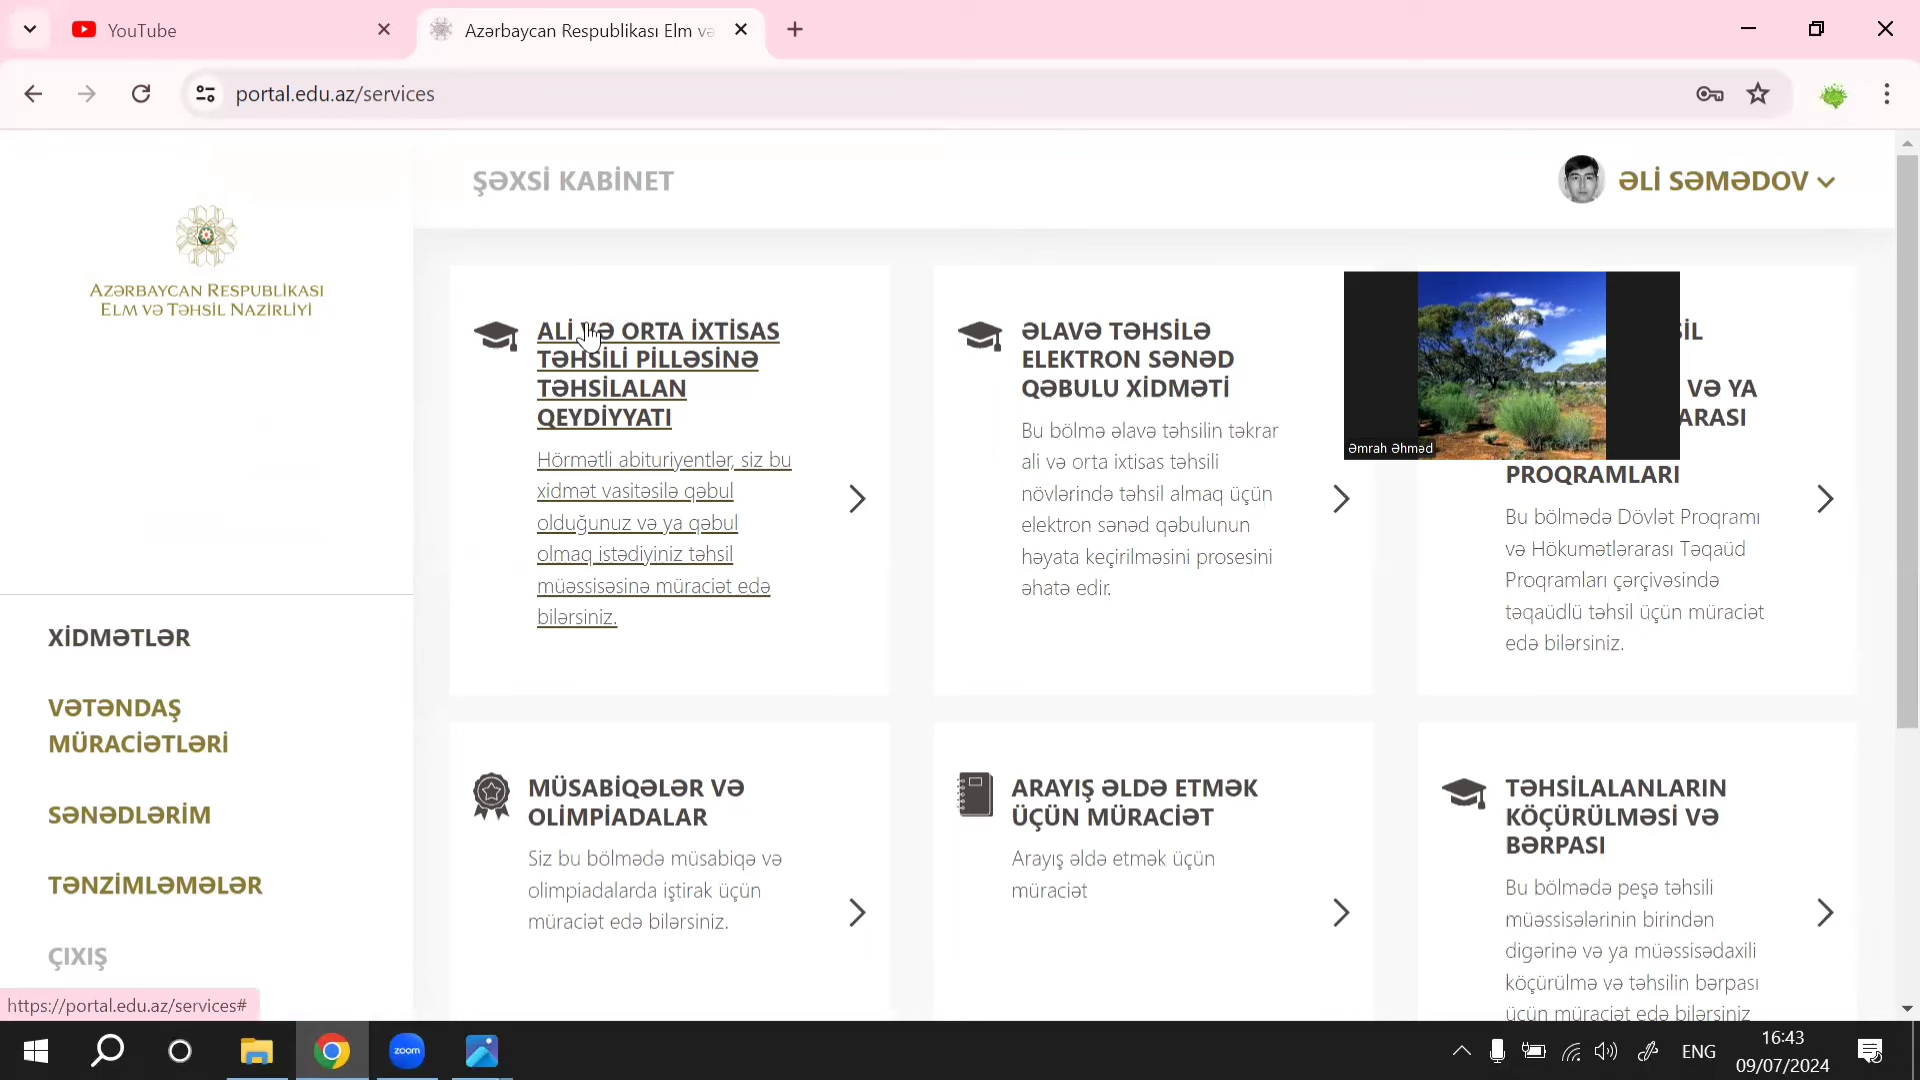 YouTube
Azərbaycan Respublikası Elm və
portal.edu.az/services
ŞƏXSİ KABİNET
ƏLİ SƏMƏDOV
AZƏRBAYCAN RESPUBLİKASI
ELM VƏ TƏHSİL NAZİRLİYİ
XİDMƏTLƏR
VƏTƏNDAŞ
MÜRACİƏTLƏRİ
SƏNƏDLƏRİM
TƏNZİMLƏMƏLƏR
ÇIXIŞ
ALİ VƏ ORTA İXTİSAS
TƏHSİLİ PİLLƏSİNƏ
TƏHSİLALAN
QEYDİYYATI
Hörmətli abituriyentlər, siz bu
xidmət vasitəsilə qəbul
olduğunuz və ya qəbul
olmaq istədiyiniz təhsil
müəssisəsinə müraciət edə
bilərsiniz.
ƏLAVƏ TƏHSİLƏ
ELEKTRON SƏNƏD
QƏBULU XİDMƏTİ
Bu bölmə əlavə təhsilin təkrar
ali və orta ixtisas təhsili
növlərində təhsil almaq üçün
elektron sənəd qəbulunun
həyata keçirilməsini prosesini
əhatə edir.
Əmrah Əhməd
VƏ YA
PROQRAMLARI
Bu bölmədə Dövlət Proqramı
və Hökumətlərarası Təqaüd
Proqramları çərçivəsində
təqaüdlü təhsil üçün müraciət
edə bilərsiniz.
MÜSABİQƏLƏR VƏ
OLİMPİADALAR
Siz bu bölmədə müsabiqə və
olimpiadalarda iştirak üçün
müraciət edə bilərsiniz.
ARAYIŞ ƏLDƏ ETMƏK
ÜÇÜN MÜRACİƏT
Arayış əldə etmək üçün
müraciət
TƏHSİLALANLARIN
KÖÇÜRÜLMƏSİ VƏ
BƏRPASI
Bu bölmədə peşə təhsili
müəssisələrinin birindən
digərinə və ya müəssisədaxili
köçürülmə və təhsilin bərpası
üçün müraciət edə bilərsiniz
https://portal.edu.az/services#
zoom
ENG
16:43
09/07/2024